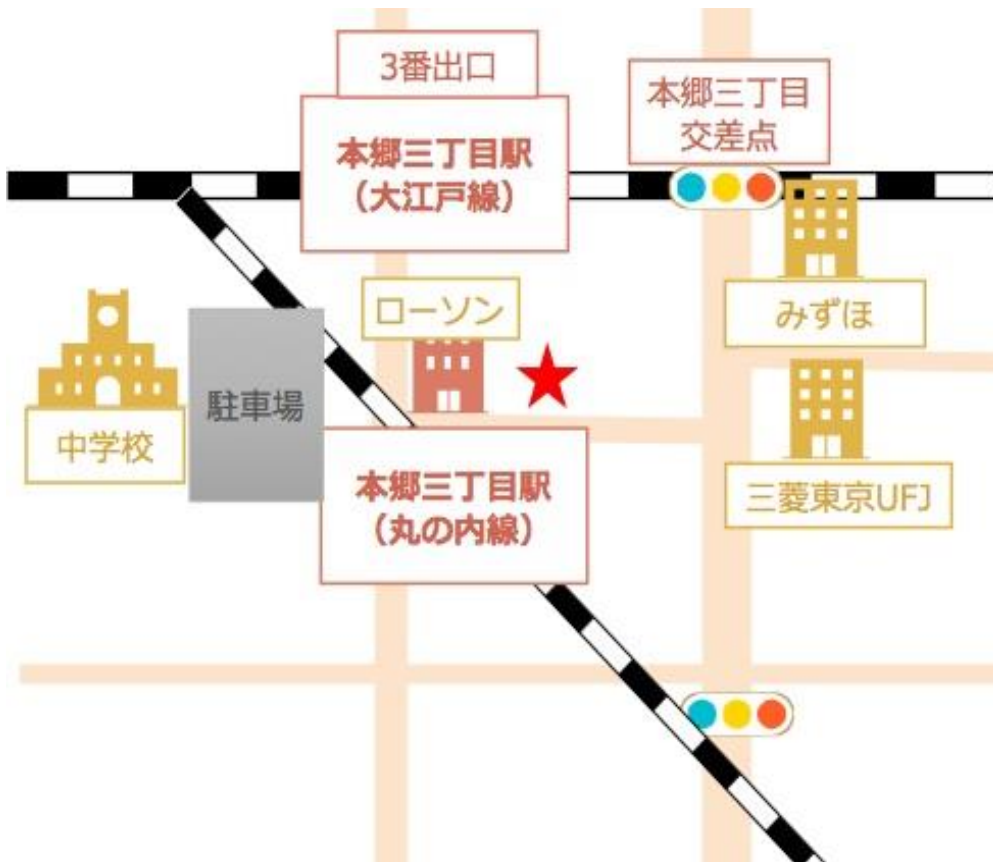 3番出口
本郷三丁目駅
（大江戸線）
本郷三丁目
交差点
ローソン
みずほ
中学校
駐車場
本郷三丁目駅
（丸の内線）
三菱東京UFJ